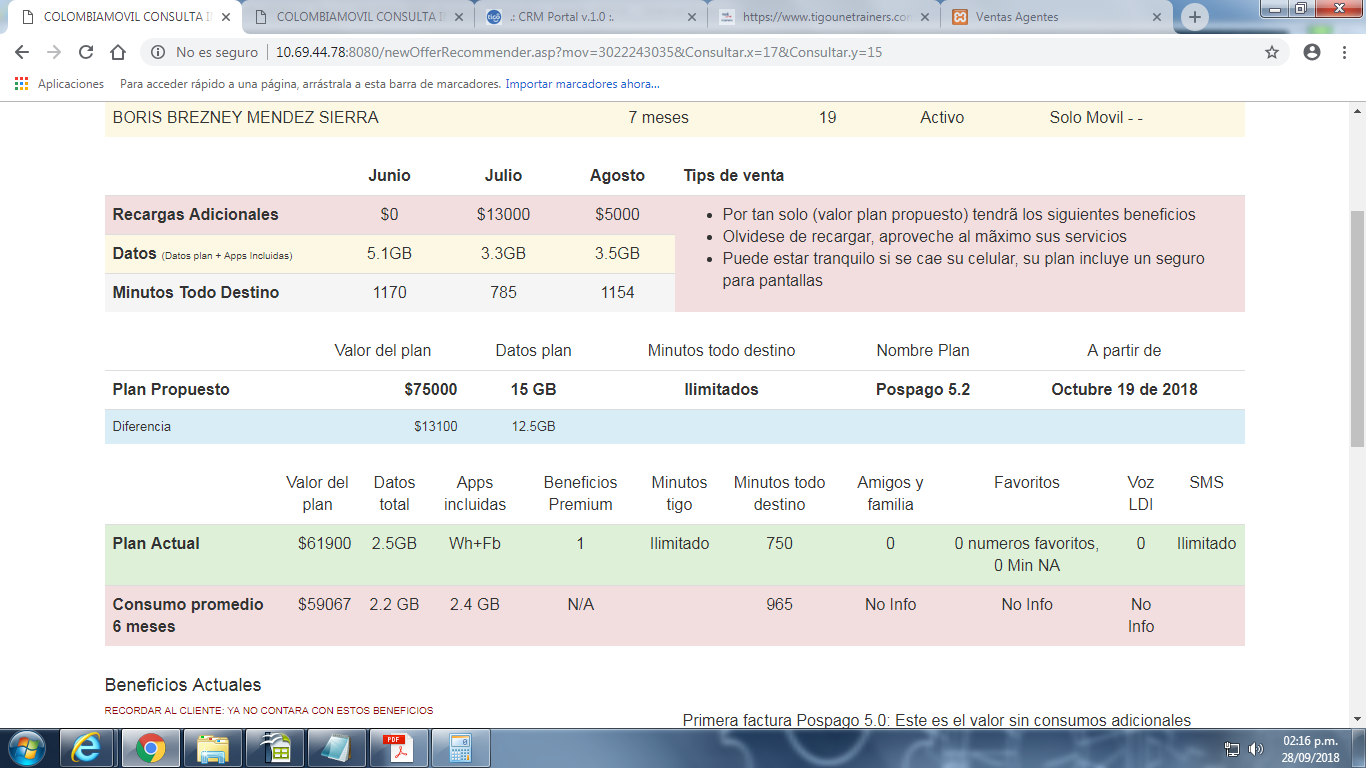 COLOMBIAMOVIL CONSULTA I
COLOMBIAMOVIL CONSULTA I
.: CRM Portal v.1.0 :.
https://www.tigounetrainers.co
Ventas Agentes
No es seguro | 10.69.44.78:8080/newOfferRecommender.asp?mov=3022243035&Consultar.x=17&Consultar.y=15
Aplicaciones Para acceder rápido a una página, arrástrala a esta barra de marcadores. Importar marcadores ahora...
BORIS BREZNEY MENDEZ SIERRA 7 meses 19 Activo Solo Movil - -
Junio Julio Agosto Tips de venta
Recargas Adicionales $0 $13000 $5000
Datos (Datos plan + Apps Incluidas) 5.1GB 3.3GB 3.5GB
Minutos Todo Destino 1170 785 1154
Por tan solo (valor plan propuesto) tendrã los siguientes beneficios
Olvidese de recargar, aproveche al mãximo sus servicios
Puede estar tranquilo si se cae su celular, su plan incluye un seguro
para pantallas
Valor del plan Datos plan Minutos todo destino Nombre Plan A partir de
Plan Propuesto $75000 15 GB Ilimitados Pospago 5.2 Octubre 19 de 2018
Diferencia $13100 12.5GB
Valor del Datos Apps Beneficios Minutos Minutos todo Amigos y Favoritos Voz SMS
plan total incluidas Premium tigo destino familia LDI
Plan Actual $61900 2.5GB Wh+Fb 1 Ilimitado 750 0 0 numeros favoritos, 0 Ilimitado
0 Min NA
Consumo promedio $59067 2.2 GB 2.4 GB N/A 965 No Info No Info No
6 meses Info
Beneficios Actuales
RECORDAR AL CLIENTE: YA NO CONTARA CON ESTOS BENEFICIOS
Primera factura Pospago 5.0: Este es el valor sin consumos adicionales
PDF
02:16 p.m.
28/09/2018